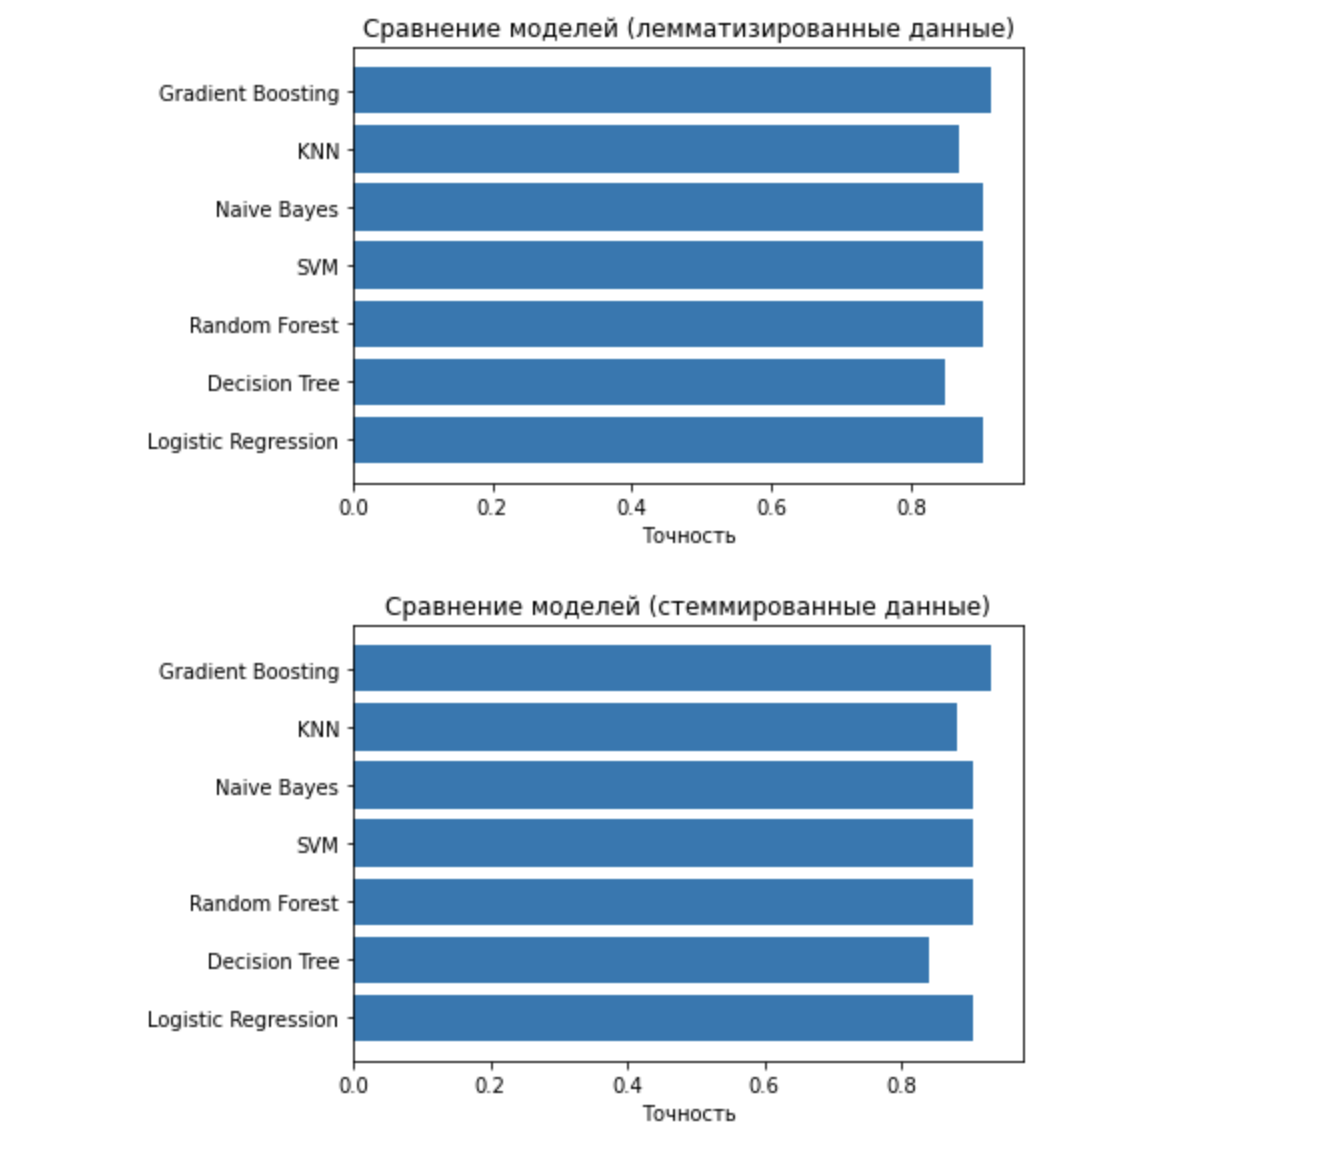 Сравнение моделей (лемматизированные данные)
Gradient Boosting
KNN
Naive Bayes
SVM
Random Forest
Decision Tree
Logistic Regression
0.0 0.2 0.4 0.6 0.8
Точность
Сравнение моделей (стеммированные данные)
Gradient Boosting
KNN
Naive Bayes
SVM
Random Forest
Decision Tree
Logistic Regression
0.0 0.2 0.4 0.6 0.8
Точность